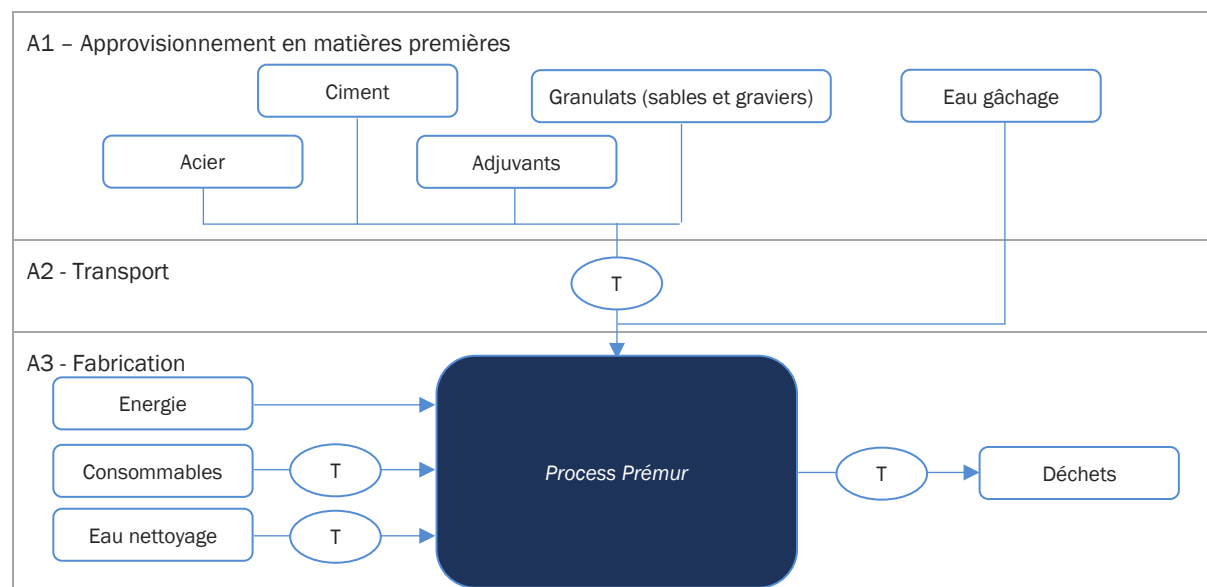 A1 – Approvisionnement en matières premières
Ciment
Granulats (sables et graviers)
Eau gâchage
Acier
Adjuvants
A2 - Transport
T
A3 - Fabrication
Energie
Consommables
T
Process Prémur
T
Déchets
Eau nettoyage
T